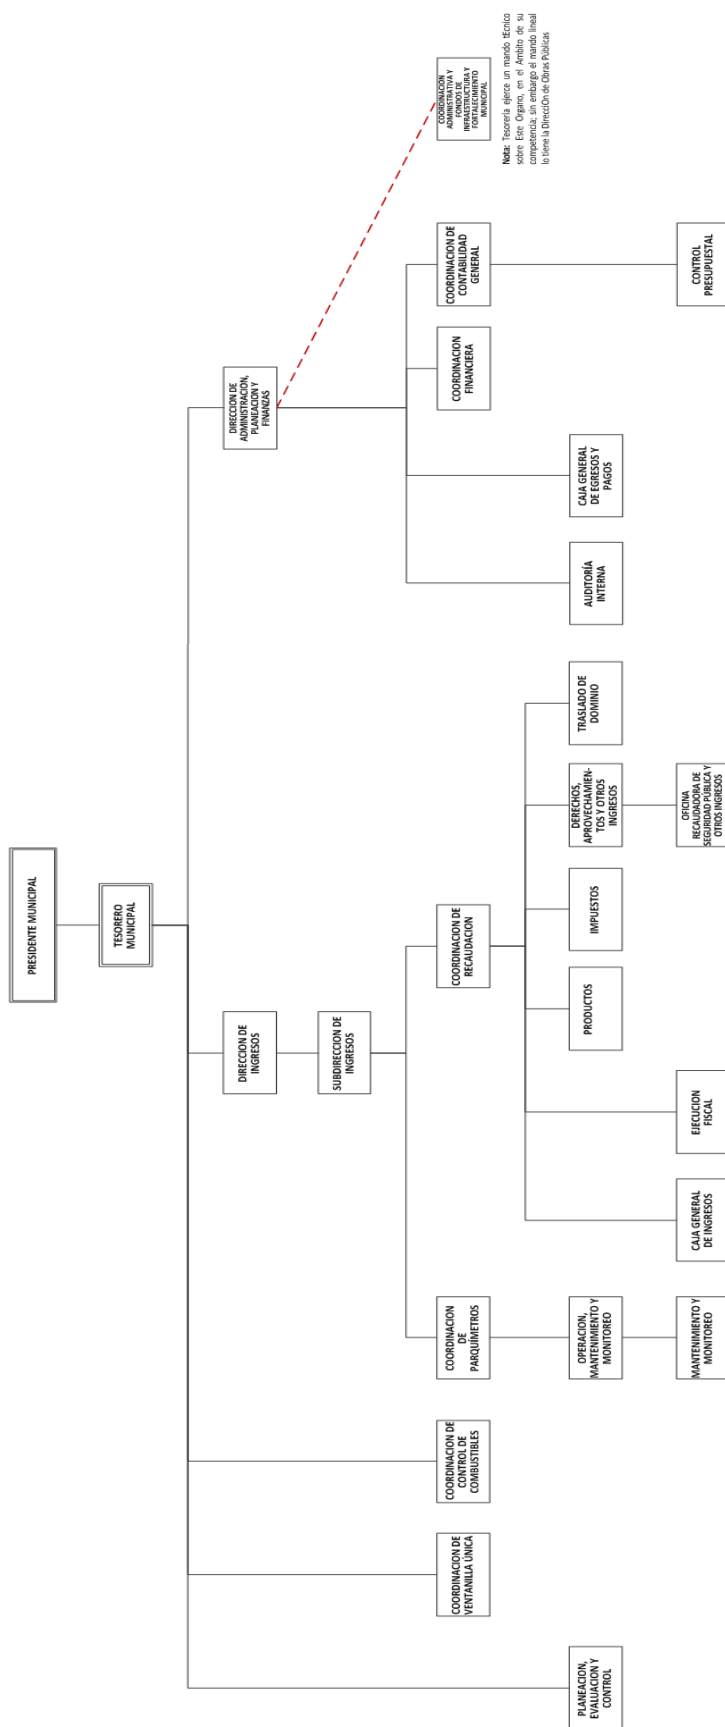 PRESIDENTE MUNICIPAL
TESORERO
MUNICIPAL
DIRECCION DE
INGRESOS
DIRECCION DE
ADMINISTRACION,
PLANEACION Y
FINANZAS
SUBDIRECCION DE
INGRESOS
COORDINACION DE
VENTANILLA ÚNICA
COORDINACION DE
CONTROL DE
COMBUSTIBLES
COORDINACION
DE
PARQUÍMETROS
COORDINACION DE
RECAUDACION
COORDINACION
FINANCIERA
COORDINACION DE
CONTABILIDAD
GENERAL
COORDINACION
ADMINISTRATIVA Y
FONDOS DE
INFRAESTRUCTURA Y
FORTALECIMIENTO
MUNICIPAL
Nota: Tesorería ejerce un mando tÉcnico
sobre Este Organo, en el Ambito de su
competencia; sin embargo el mando lineal
lo tiene la DirecciOn de Obras Públicas
PLANEACION,
EVALUACION Y
CONTROL
OPERACION,
MANTENIMIENTO Y
MONITOREO
PRODUCTOS
IMPUESTOS
DERECHOS,
APROVECHAMIEN-
TOS Y OTROS
INGRESOS
TRASLADO DE
DOMINIO
AUDITORÍA
INTERNA
CAJA GENERAL
DE EGRESOS Y
PAGOS
MANTENIMIENTO Y
MONITOREO
CAJA GENERAL
DE INGRESOS
EJECUCION
FISCAL
OFICINA
RECAUDADORA DE
SEGURIDAD PÚBLICA Y
OTROS INGRESOS
CONTROL
PRESUPUESTAL